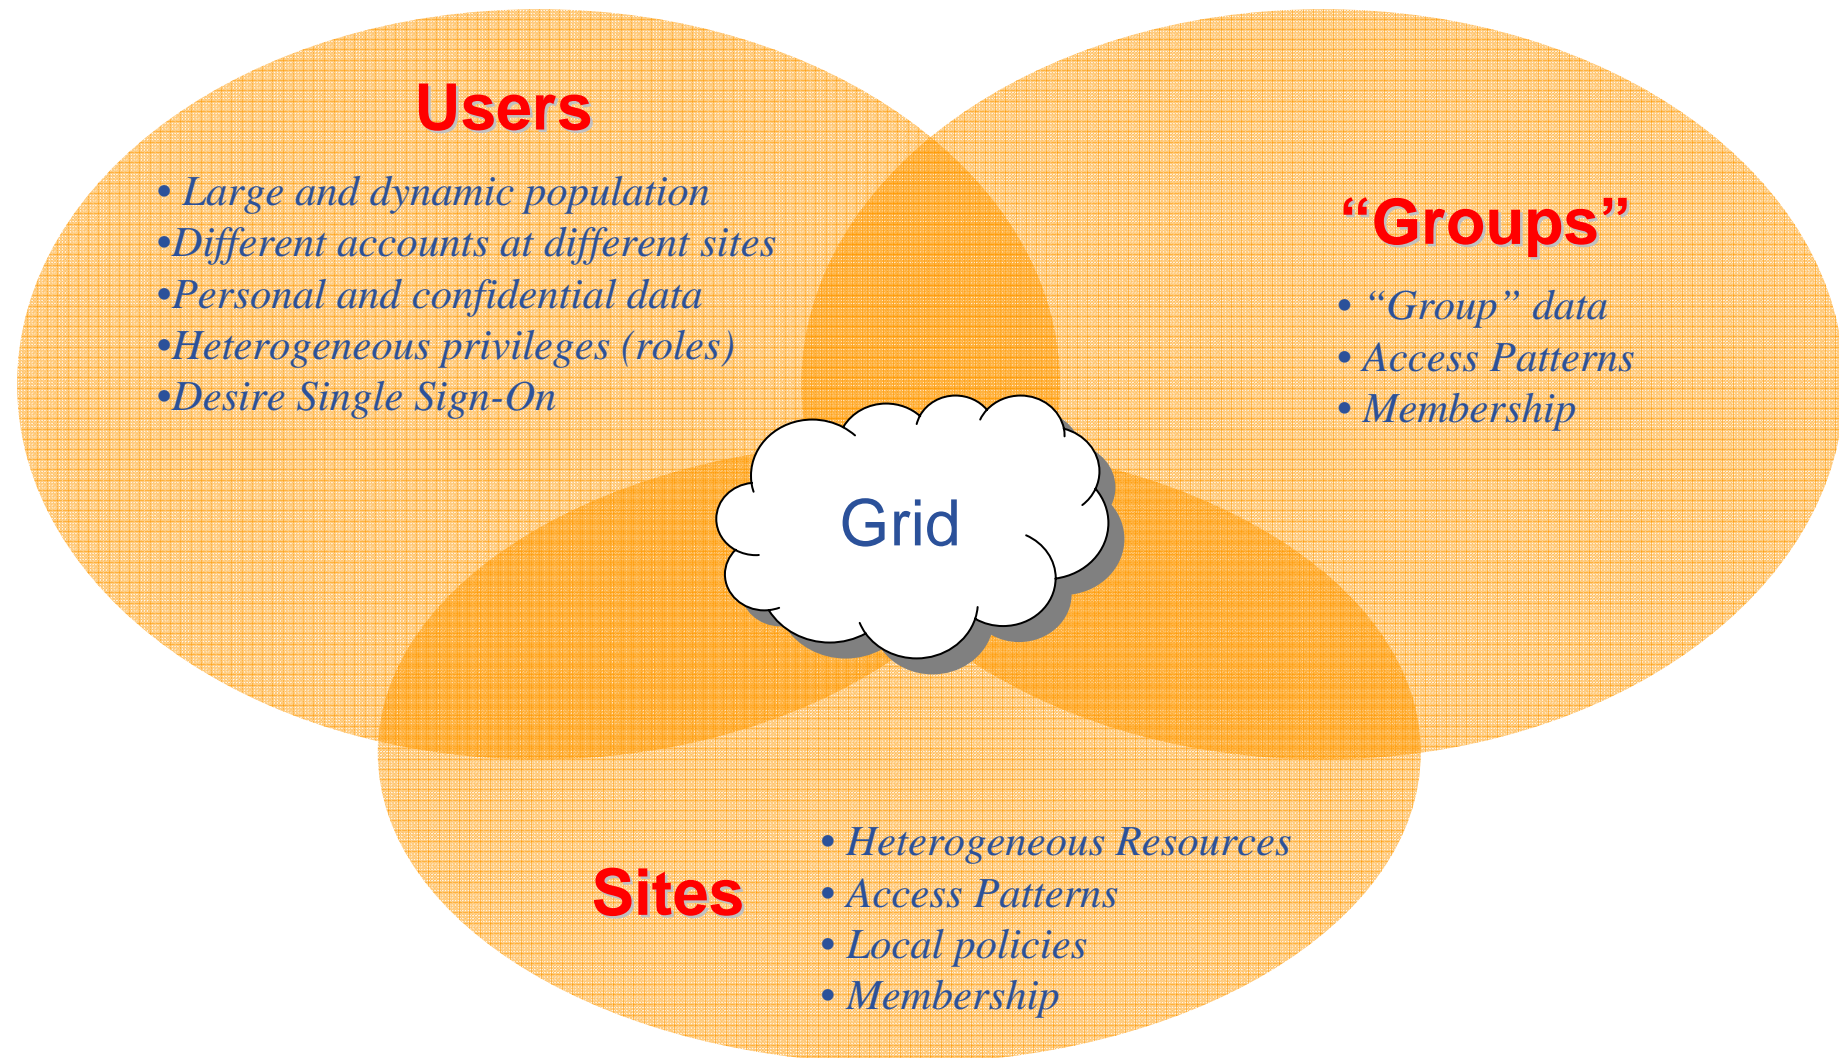 Users
• Large and dynamic population
•Different accounts at different sites
•Personal and confidential data
•Heterogeneous privileges (roles)
•Desire Single Sign-On
“Groups”
• “Group” data
• Access Patterns
• Membership
Grid
Sites
• Heterogeneous Resources
• Access Patterns
• Local policies
• Membership